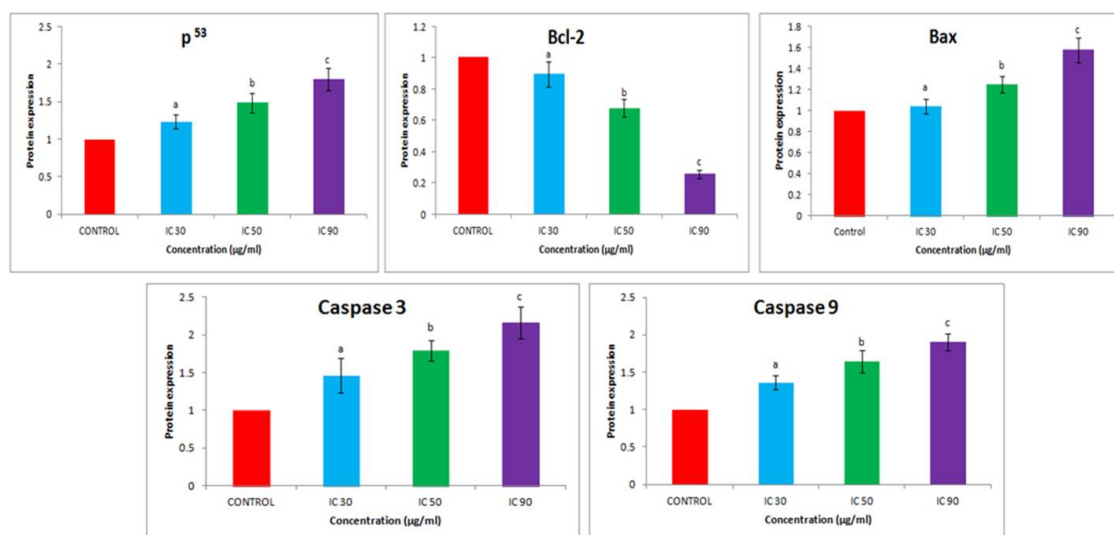 p 53
Protein expression
2.5
2
1.5
1
0.5
0
a
b
c
CONTROL IC 30 IC 50 IC 90
Concentration (µg/ml)
Bcl-2
Protein expression
1.2
1
0.8
0.6
0.4
0.2
0
a
b
c
CONTROL IC 30 IC 50 IC 90
Concentration (µg/ml)
Bax
Protein expression
1.8
1.6
1.4
1.2
1
0.8
0.6
0.4
0.2
0
a
b
c
Control IC 30 IC 50 IC 90
Concentration (µg/ml)
Caspase 3
Protein expression
2.5
2
1.5
1
0.5
0
a
b
c
CONTROL IC 30 IC 50 IC 90
Concentration (µg/ml)
Caspase 9
Protein expression
2.5
2
1.5
1
0.5
0
a
b
c
CONTROL IC 30 IC 50 IC 90
Concentration (µg/ml)